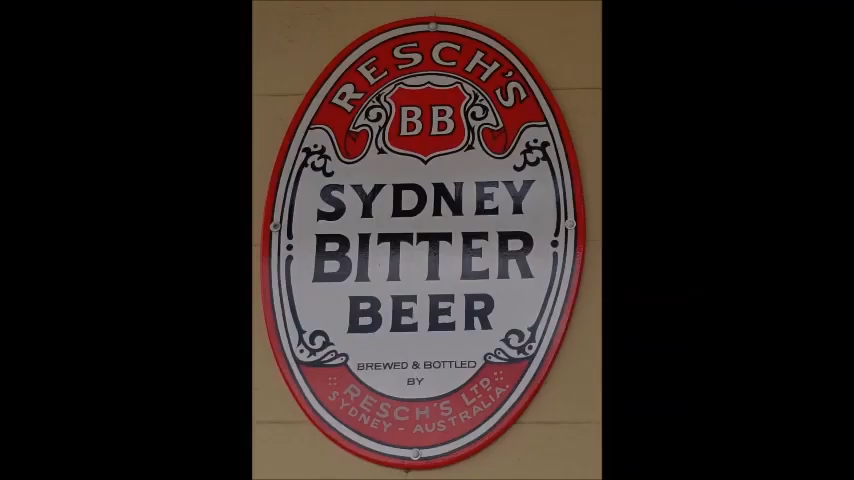 RESCH'S
BB
SYDNEY
BITTER
BEER
BREWED & BOTTLED
BY
RESCH'S LTD
SYDNEY - AUSTRALIA.